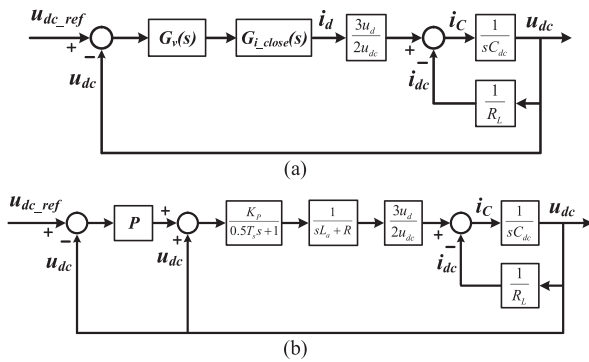 u_dc_ref
+
−
u_dc
G_v(s)
G_i_close(s)
i_d
3u_d
2u_dc
+
−
i_C
1
sC_dc
u_dc
i_dc
1
R_L
(a)
u_dc_ref
+
−
u_dc
P
+
+
u_dc
K_P
0.5T_s s+1
1
sL_a+R
3u_d
2u_dc
+
−
i_C
1
sC_dc
u_dc
i_dc
1
R_L
(b)